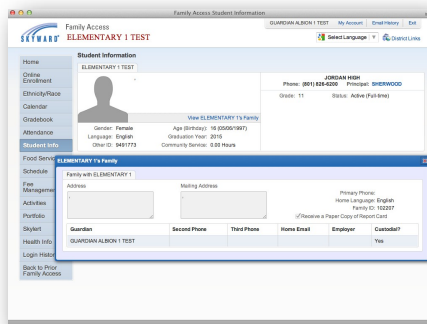 Family Access Student Information
GUARDIAN ALBION 1 TEST My Account Email History Exit
SKYWARD®
Family Access
ELEMENTARY 1 TEST
Select Language ▼ District Links
Home
Online Enrollment
Ethnicity/Race
Calendar
Gradebook
Attendance
Student Info
Food Servic
Schedule
Fee Managemen
Activities
Portfolio
Skylert
Health Info
Login Histor
Back to Prior Family Access
Student Information
ELEMENTARY 1 TEST
View ELEMENTARY 1's Family
Gender: Female Age (Birthday): 16 (05/06/1997)
Language: English Graduation Year: 2015
Other ID: 9491773 Community Service: 0.00 Hours
JORDAN HIGH
Phone: (801) 826-6200 Principal: SHERWOOD
Grade: 11 Status: Active (Full-time)
ELEMENTARY 1's Family
Family with ELEMENTARY 1
Address Mailing Address
Primary Phone:
Home Language: English
Family ID: 102207
Receive a Paper Copy of Report Card
Guardian Second Phone Third Phone Home Email Employer Custodial?
GUARDIAN ALBION 1 TEST Yes